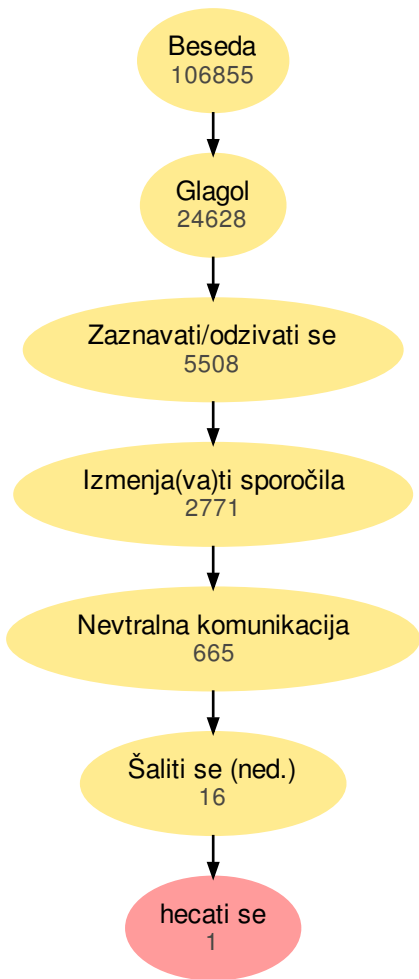 Beseda
106855
Glagol
24628
Zaznavati/odzivati se
5508
Izmenja(va)ti sporočila
2771
Nevtralna komunikacija
665
Šaliti se (ned.)
16
hecati se
1